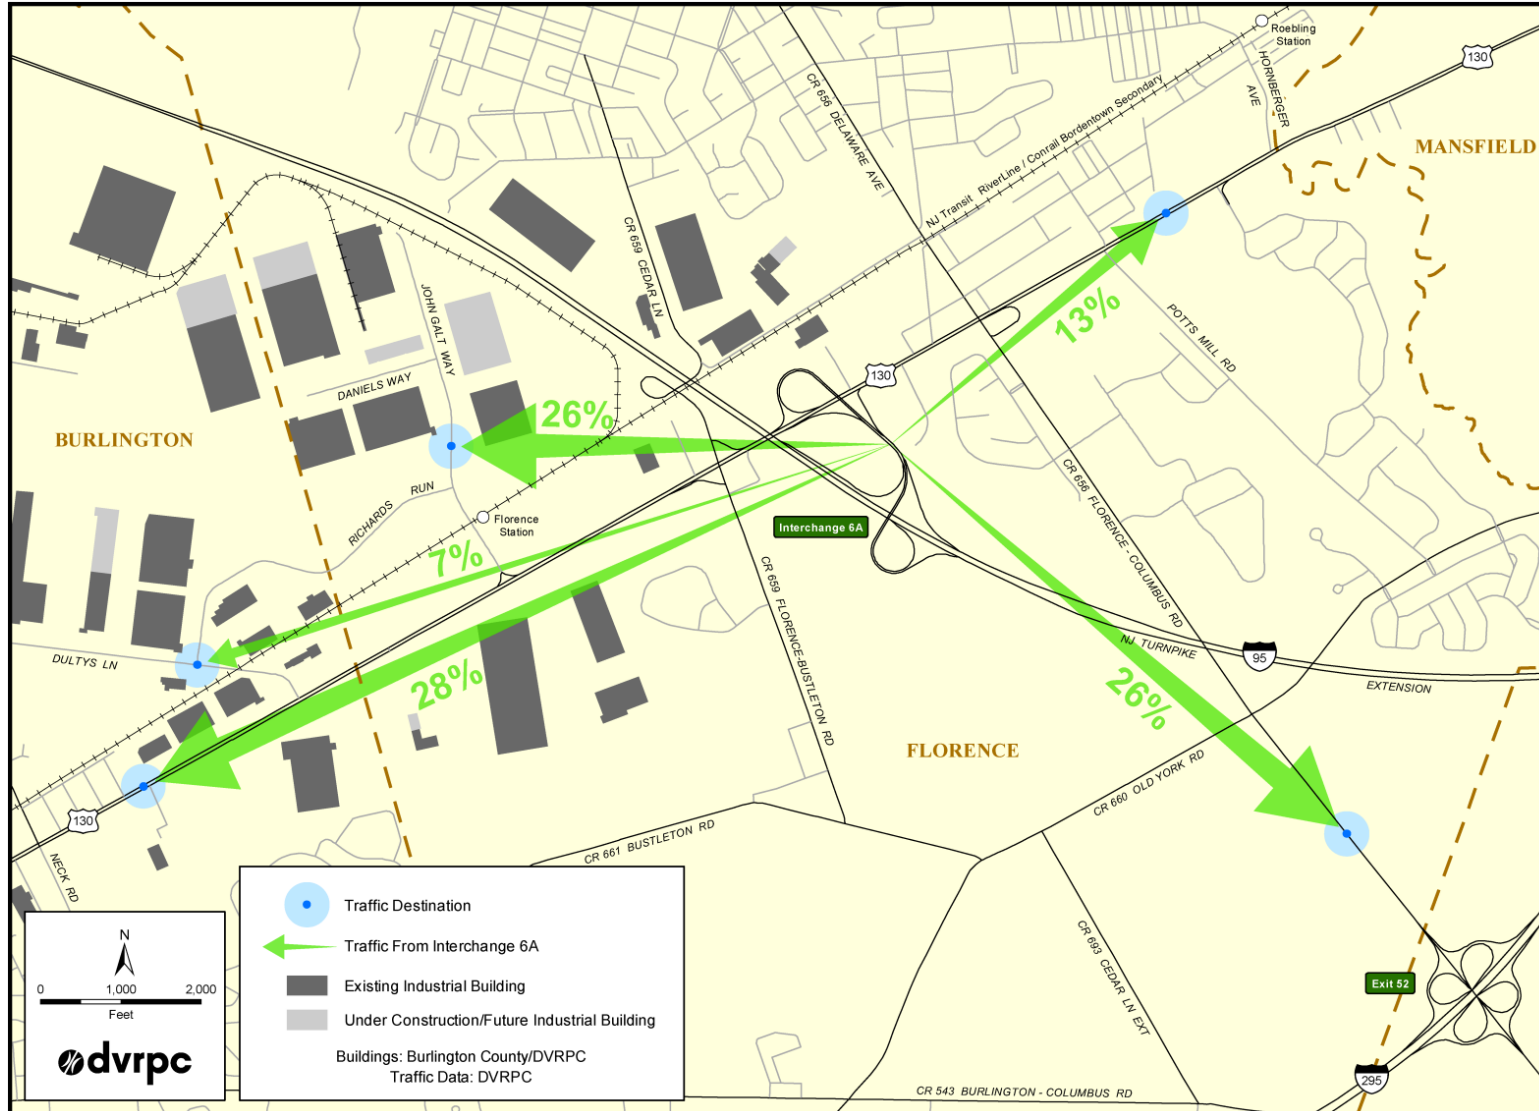 Roebling
Station
130
HORNBERGER
AVE
MANSFIELD
CR 656 DELAWARE AVE
NJ Transit RiverLine / Conrail Bordentown Secondary
CR 659 CEDAR LN
13%
POTTS MILL RD
JOHN GALT WAY
130
DANIELS WAY
26%
BURLINGTON
RICHARDS RUN
Florence
Station
Interchange 6A
CR 656 FLORENCE - COLUMBUS RD
7%
CR 659 FLORENCE-BUSTLETON RD
NJ TURNPIKE
95
EXTENSION
DULTYS LN
28%
26%
FLORENCE
CR 660 OLD YORK RD
130
NECK RD
CR 661 BUSTLETON RD
CR 693 CEDAR LN EXT
Exit 52
295
CR 543 BURLINGTON - COLUMBUS RD
N
0 1,000 2,000
Feet
dvrpc
Traffic Destination
Traffic From Interchange 6A
Existing Industrial Building
Under Construction/Future Industrial Building
Buildings: Burlington County/DVRPC
Traffic Data: DVRPC